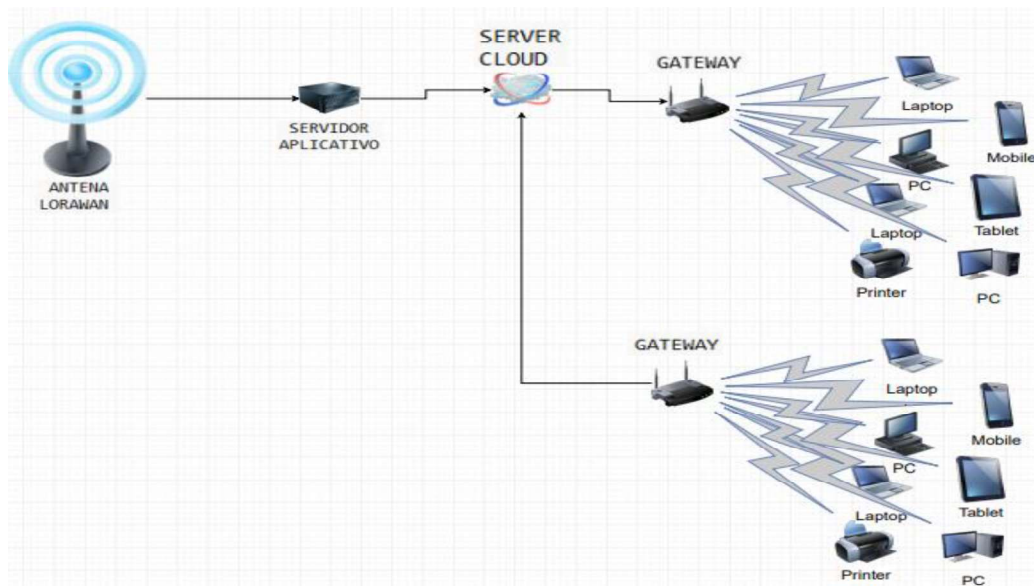 SERVER
CLOUD
GATEWAY
Laptop
SERVIDOR
APLICATIVO
Mobile
PC
ANTENA
LORAWAN
Laptop
Tablet
Printer
PC
GATEWAY
Laptop
Mobile
PC
Laptop
Tablet
Printer
PC